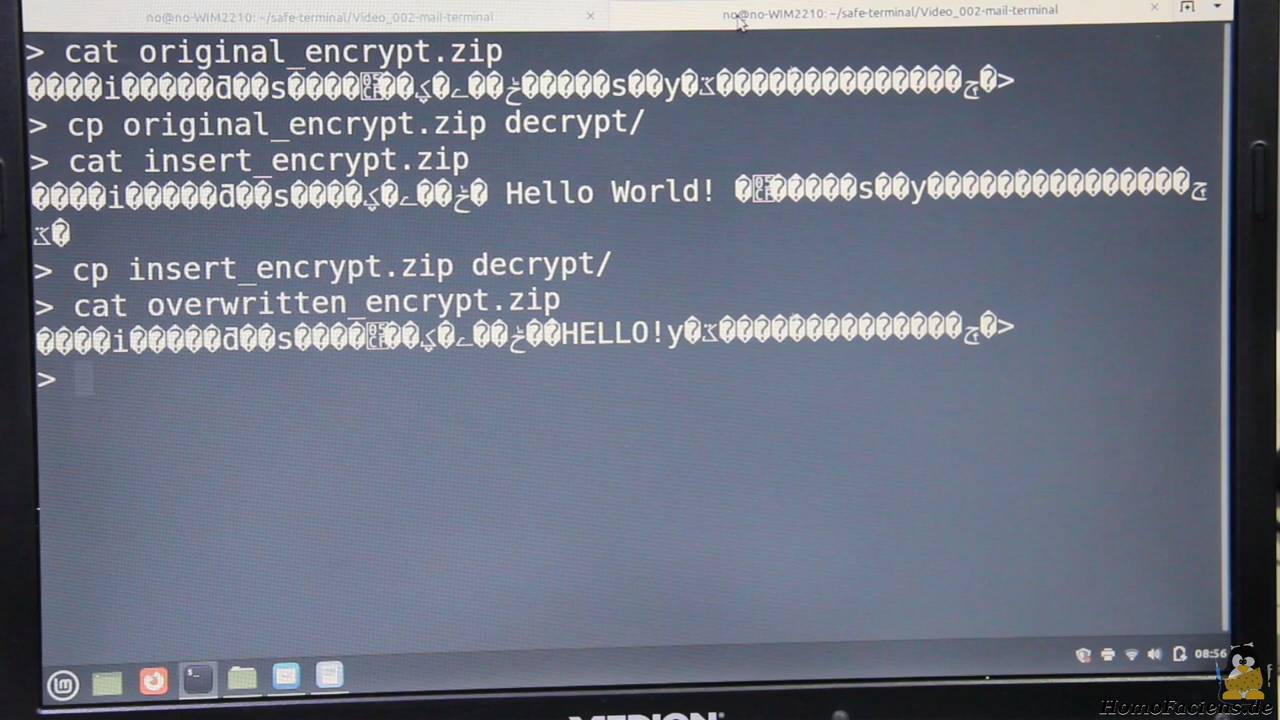 no@no-WIM2210: ~/safe-terminal/Video_002-mail-terminal
no@no-WIM2210: ~/safe-terminal/Video_002-mail-terminal
> cat original_encrypt.zip
����i�����đ��s����
> cp original_encrypt.zip decrypt/
> cat insert_encrypt.zip
����i�����đ��s���� Hello World! �����s��y����������������
> cp insert_encrypt.zip decrypt/
> cat overwritten_encrypt.zip
����i�����đ��s���� HELLO!y
>
08:56
MEDION
HomoFaciens.de